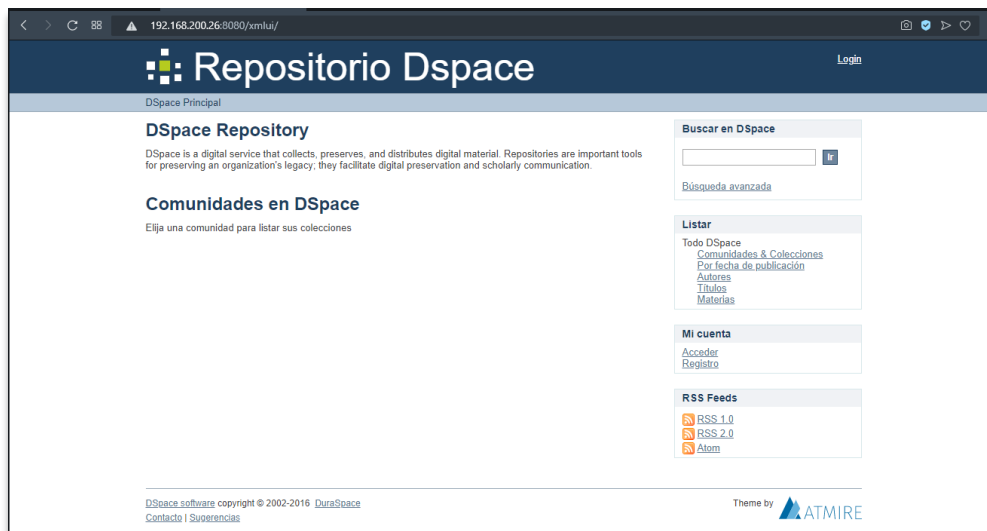 192.168.200.26:8080/xmlui/
Repositorio Dspace
Login
DSpace Principal
DSpace Repository
DSpace is a digital service that collects, preserves, and distributes digital material. Repositories are important tools
for preserving an organization's legacy; they facilitate digital preservation and scholarly communication.
Comunidades en DSpace
Elija una comunidad para listar sus colecciones
Buscar en DSpace
Ir
Búsqueda avanzada
Listar
Todo DSpace
Comunidades & Colecciones
Por fecha de publicación
Autores
Títulos
Materias
Mi cuenta
Acceder
Registro
RSS Feeds
RSS 1.0
RSS 2.0
Atom
DSpace software copyright © 2002-2016 DuraSpace
Contacto | Sugerencias
Theme by ATMIRE